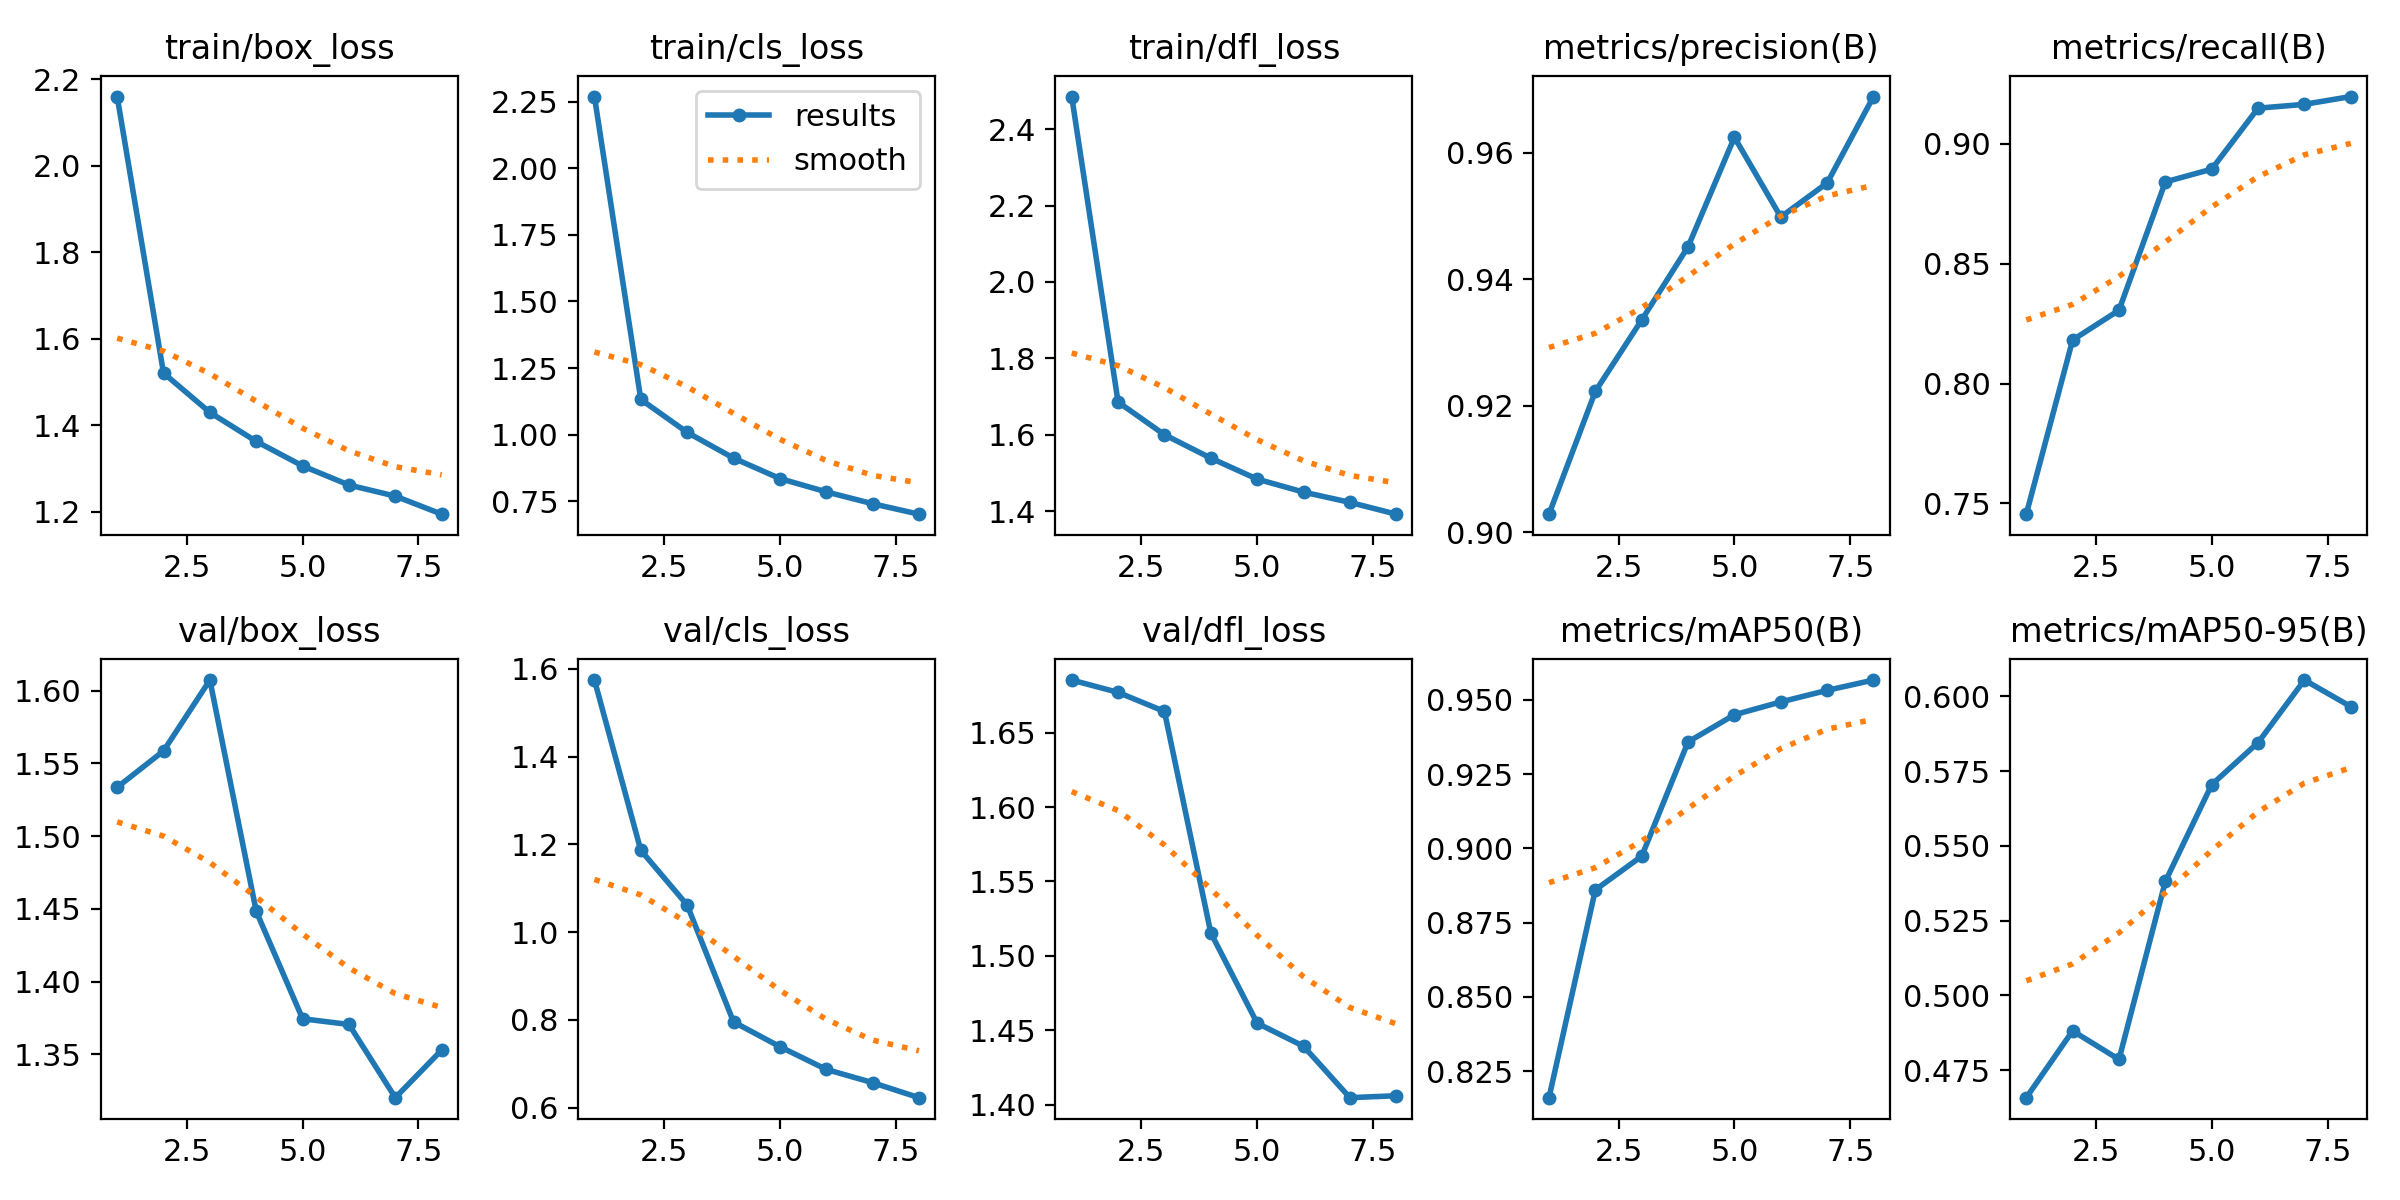 train/box_loss
2.2
2.0
1.8
1.6
1.4
1.2
2.5 5.0 7.5
train/cls_loss
results
smooth
2.25
2.00
1.75
1.50
1.25
1.00
0.75
2.5 5.0 7.5
train/dfl_loss
2.4
2.2
2.0
1.8
1.6
1.4
2.5 5.0 7.5
metrics/precision(B)
0.96
0.94
0.92
0.90
2.5 5.0 7.5
metrics/recall(B)
0.90
0.85
0.80
0.75
2.5 5.0 7.5
val/box_loss
1.60
1.55
1.50
1.45
1.40
1.35
2.5 5.0 7.5
val/cls_loss
1.6
1.4
1.2
1.0
0.8
0.6
2.5 5.0 7.5
val/dfl_loss
1.65
1.60
1.55
1.50
1.45
1.40
2.5 5.0 7.5
metrics/mAP50(B)
0.950
0.925
0.900
0.875
0.850
0.825
2.5 5.0 7.5
metrics/mAP50-95(B)
0.600
0.575
0.550
0.525
0.500
0.475
2.5 5.0 7.5